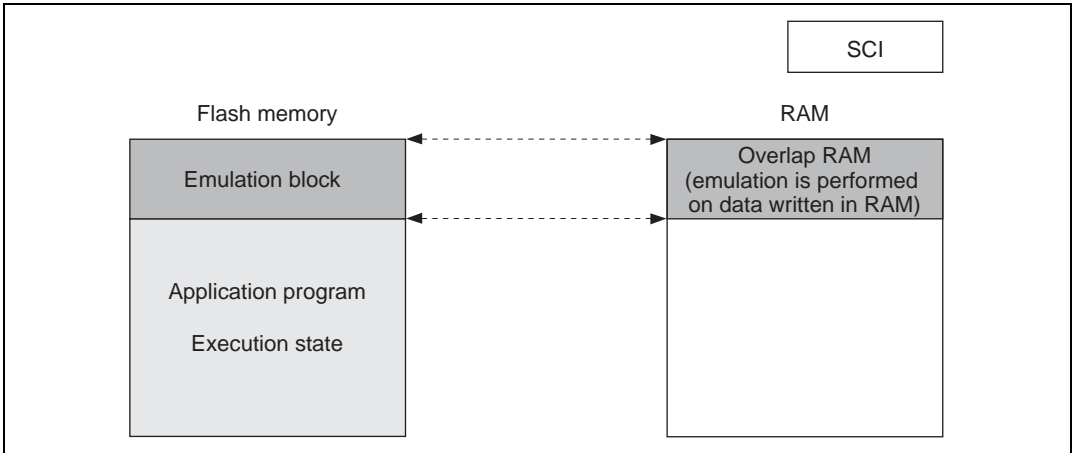 SCI
Flash memory
RAM
Emulation block
Overlap RAM
(emulation is performed
on data written in RAM)
Application program
Execution state